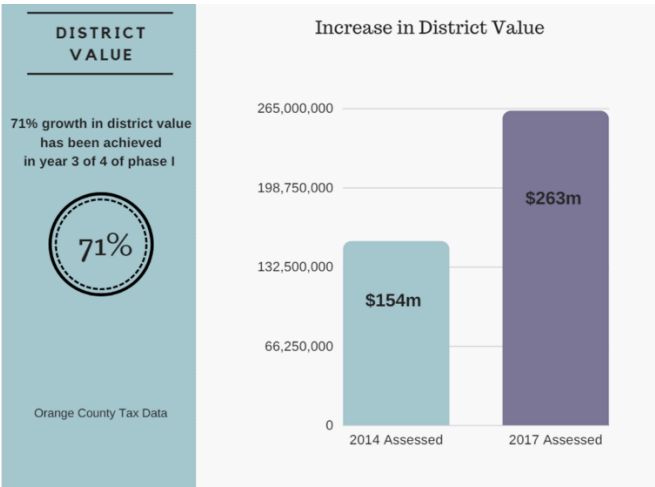 DISTRICT
VALUE
71% growth in district value
has been achieved
in year 3 of 4 of phase I
71%
Orange County Tax Data
Increase in District Value
265,000,000
198,750,000
132,500,000
66,250,000
0
$154m
$263m
2014 Assessed
2017 Assessed